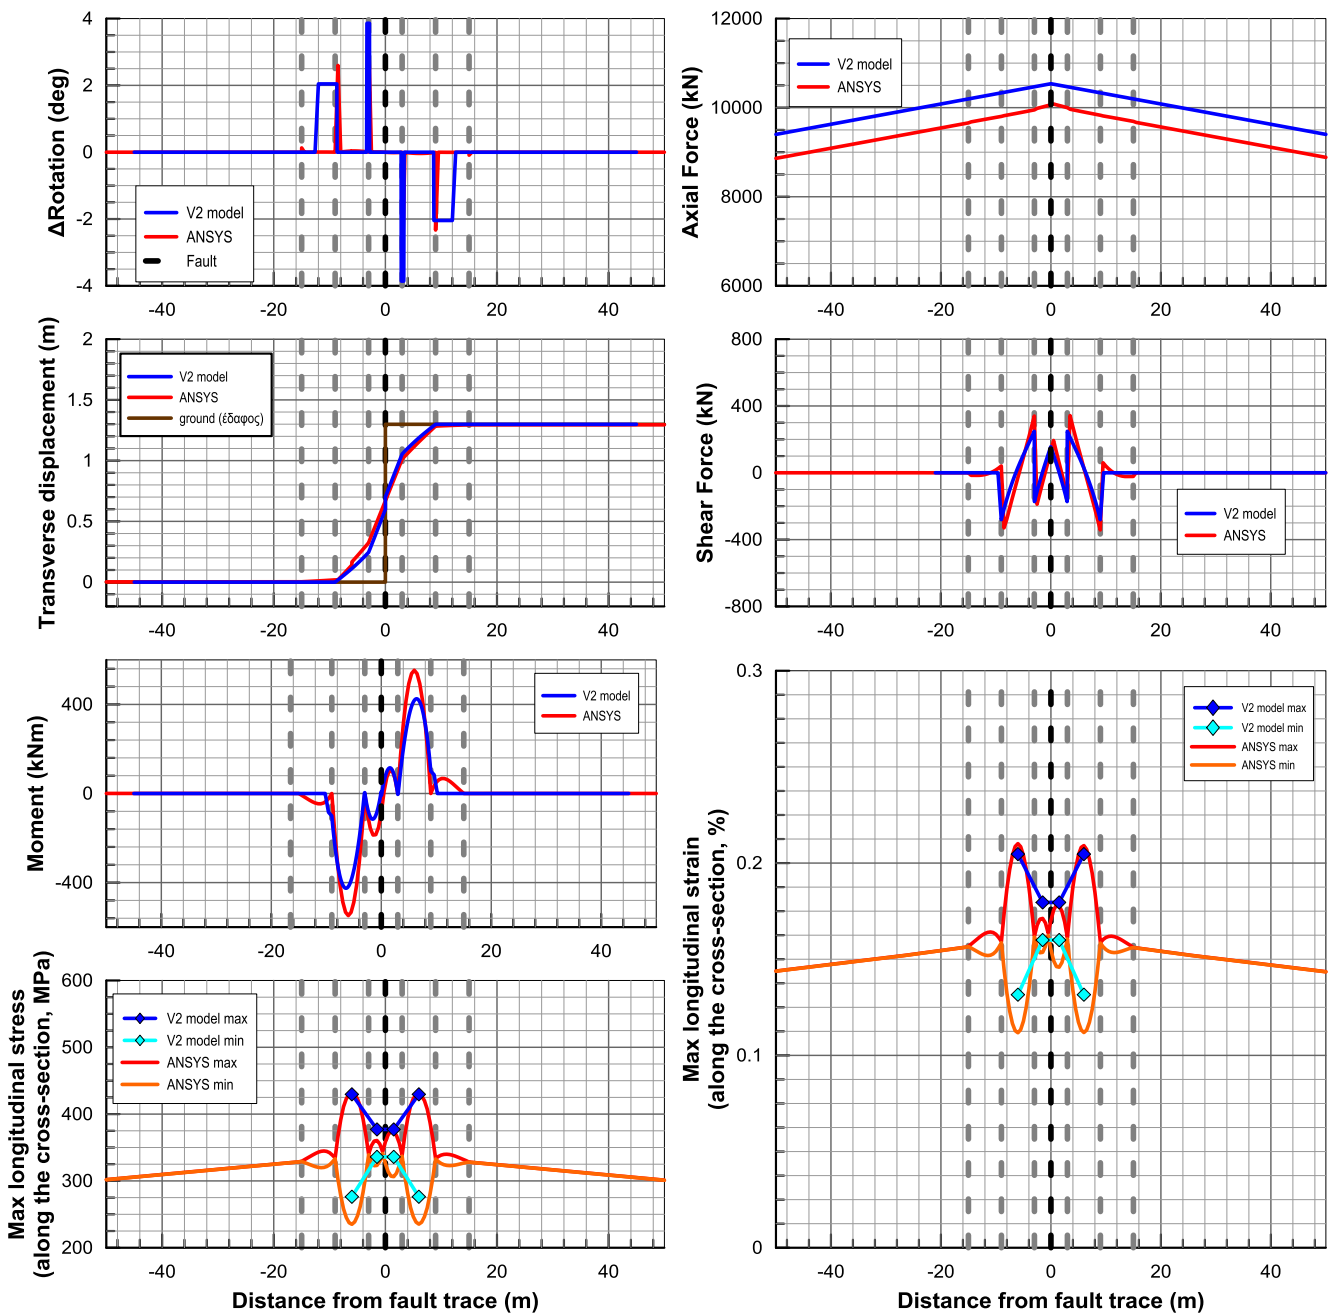 ΔRotation (deg)
4
2
0
-2
-4
V2 model
ANSYS
Fault
-40 -20 0 20 40
Axial Force (kN)
12000
10000
8000
6000
V2 model
ANSYS
-40 -20 0 20 40
Transverse displacement (m)
2
1.5
1
0.5
0
V2 model
ANSYS
ground (έδαφος)
-40 -20 0 20 40
Shear Force (kN)
800
400
0
-400
-800
V2 model
ANSYS
-40 -20 0 20 40
Moment (kNm)
400
0
-400
V2 model
ANSYS
-40 -20 0 20 40
Max longitudinal stress
(along the cross-section, MPa)
600
500
400
300
200
V2 model max
V2 model min
ANSYS max
ANSYS min
-40 -20 0 20 40
Distance from fault trace (m)
Max longitudinal strain
(along the cross-section, %)
0.3
0.2
0.1
0
V2 model max
V2 model min
ANSYS max
ANSYS min
-40 -20 0 20 40
Distance from fault trace (m)